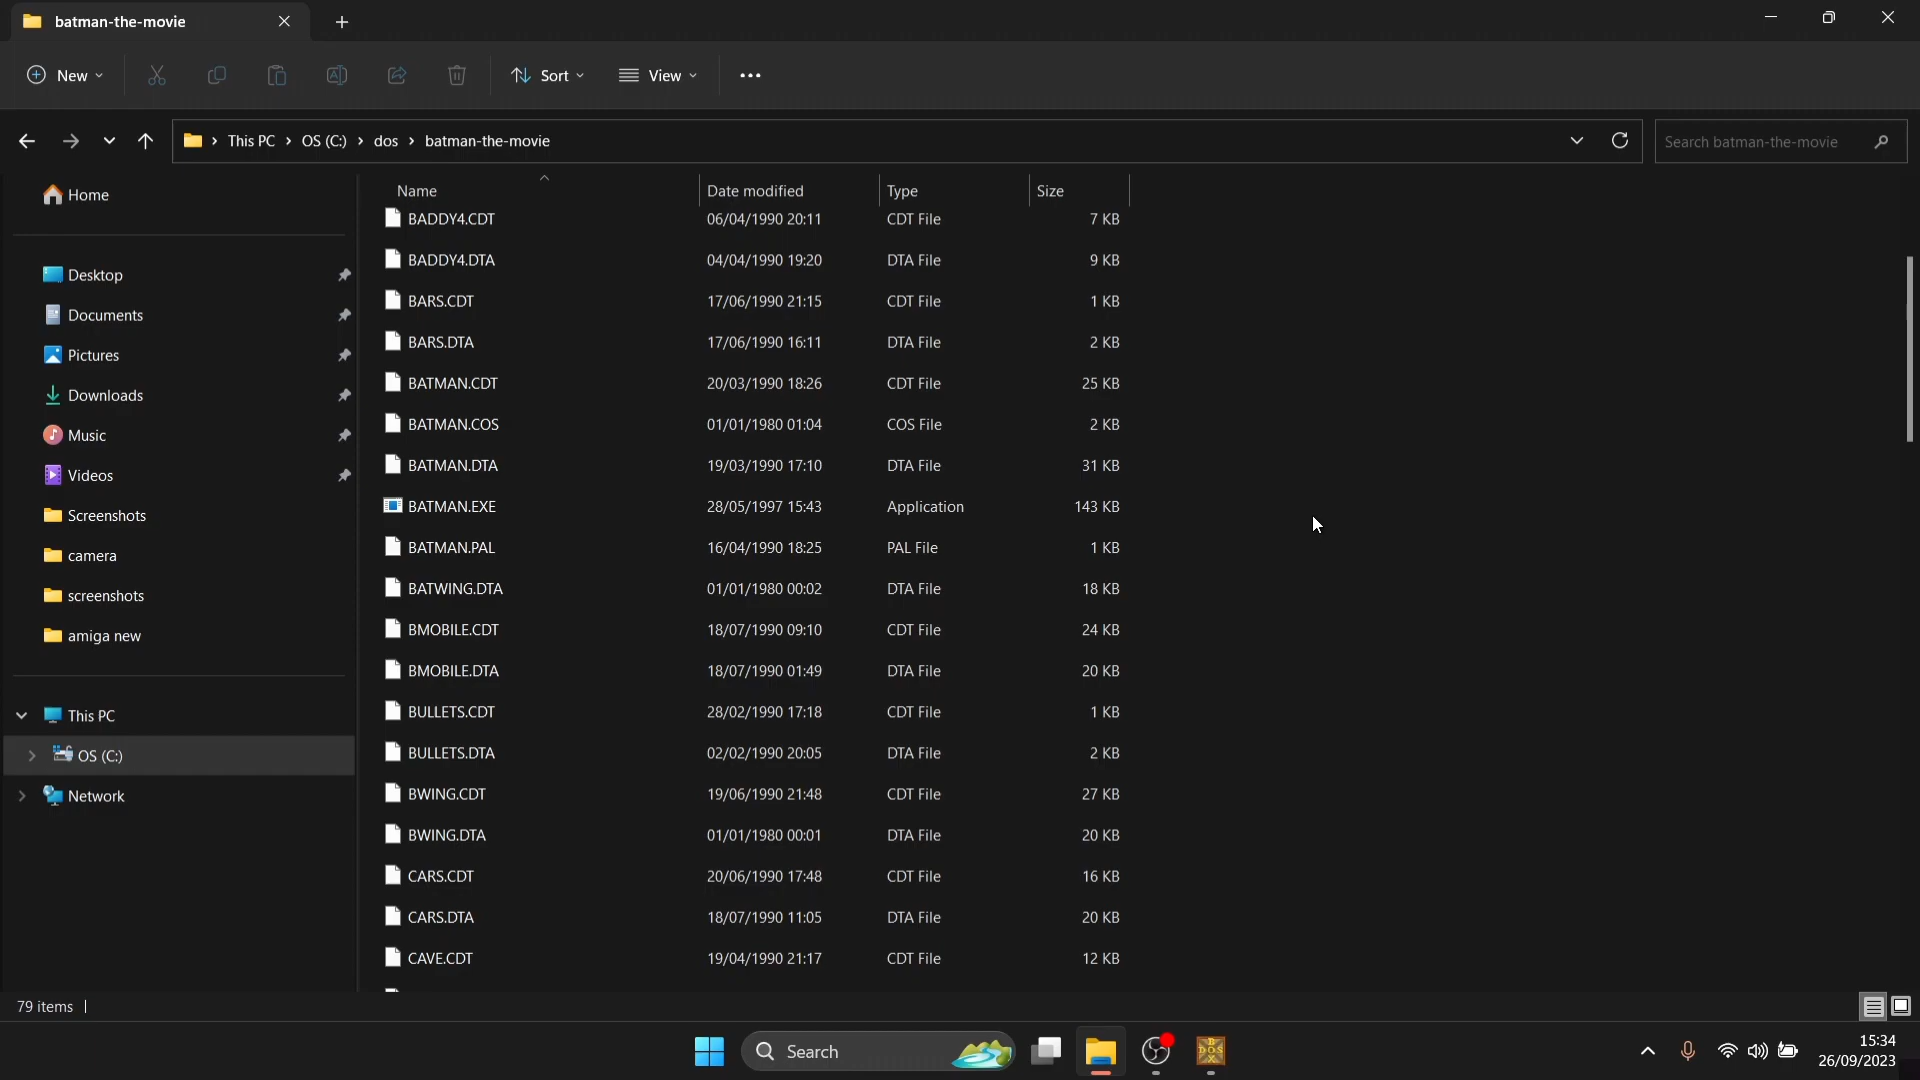 batman-the-movie
New
Sort
View
This PC > OS (C:) > dos > batman-the-movie
Search batman-the-movie
Home
Desktop
Documents
Pictures
Downloads
Music
Videos
Screenshots
camera
screenshots
amiga new
This PC
OS (C:)
Network
Name Date modified Type Size
BADDY4.CDT 06/04/1990 20:11 CDT File 7 KB
BADDY4.DTA 04/04/1990 19:20 DTA File 9 KB
BARS.CDT 17/06/1990 21:15 CDT File 1 KB
BARS.DTA 17/06/1990 16:11 DTA File 2 KB
BATMAN.CDT 20/03/1990 18:26 CDT File 25 KB
BATMAN.COS 01/01/1980 01:04 COS File 2 KB
BATMAN.DTA 19/03/1990 17:10 DTA File 31 KB
BATMAN.EXE 28/05/1997 15:43 Application 143 KB
BATMAN.PAL 16/04/1990 18:25 PAL File 1 KB
BATWING.DTA 01/01/1980 00:02 DTA File 18 KB
BMOBILE.CDT 18/07/1990 09:10 CDT File 24 KB
BMOBILE.DTA 18/07/1990 01:49 DTA File 20 KB
BULLETS.CDT 28/02/1990 17:18 CDT File 1 KB
BULLETS.DTA 02/02/1990 20:05 DTA File 2 KB
BWING.CDT 19/06/1990 21:48 CDT File 27 KB
BWING.DTA 01/01/1980 00:01 DTA File 20 KB
CARS.CDT 20/06/1990 17:48 CDT File 16 KB
CARS.DTA 18/07/1990 11:05 DTA File 20 KB
CAVE.CDT 19/04/1990 21:17 CDT File 12 KB
79 items
Search
DOS
BOX
15:34
26/09/2023